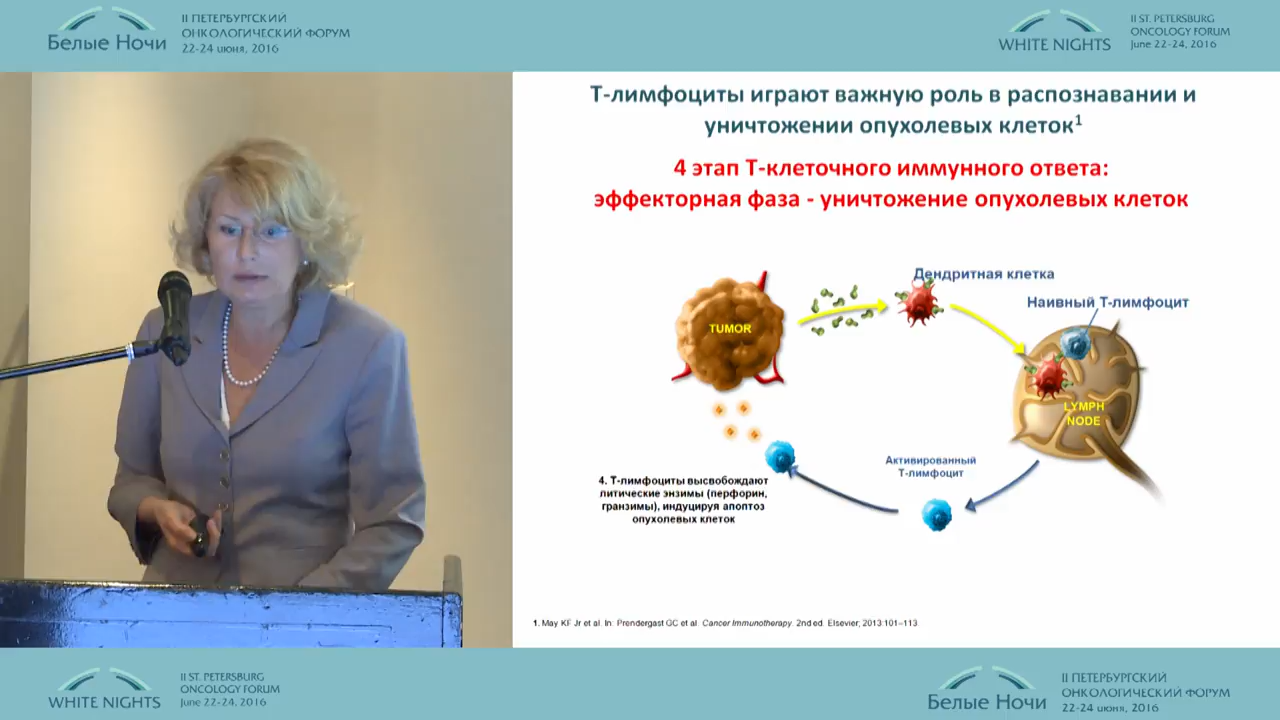 II ПЕТЕРБУРГСКИЙ
ОНКОЛОГИЧЕСКИЙ ФОРУМ
Белые Ночи
22-24 июня, 2016
II ST. PETERSBURG
ONCOLOGY FORUM
WHITE NIGHTS
June 22-24, 2016
Т-лимфоциты играют важную роль в распознавании и
уничтожении опухолевых клеток1
4 этап Т-клеточного иммунного ответа:
эффекторная фаза - уничтожение опухолевых клеток
Дендритная клетка
Наивный Т-лимфоцит
TUMOR
LYMPH
NODE
Активированный
Т-лимфоцит
4. Т-лимфоциты высвобождают
литические энзимы (перфорин,
гранзимы), индуцируя апоптоз
опухолевых клеток
1. May KF Jr et al. In: Prendergast GC et al. Cancer Immunotherapy. 2nd ed. Elsevier, 2013:101–113.
II ST. PETERSBURG
ONCOLOGY FORUM
WHITE NIGHTS
June 22-24, 2016
II ПЕТЕРБУРГСКИЙ
ОНКОЛОГИЧЕСКИЙ ФОРУМ
Белые Ночи
22-24 июня, 2016